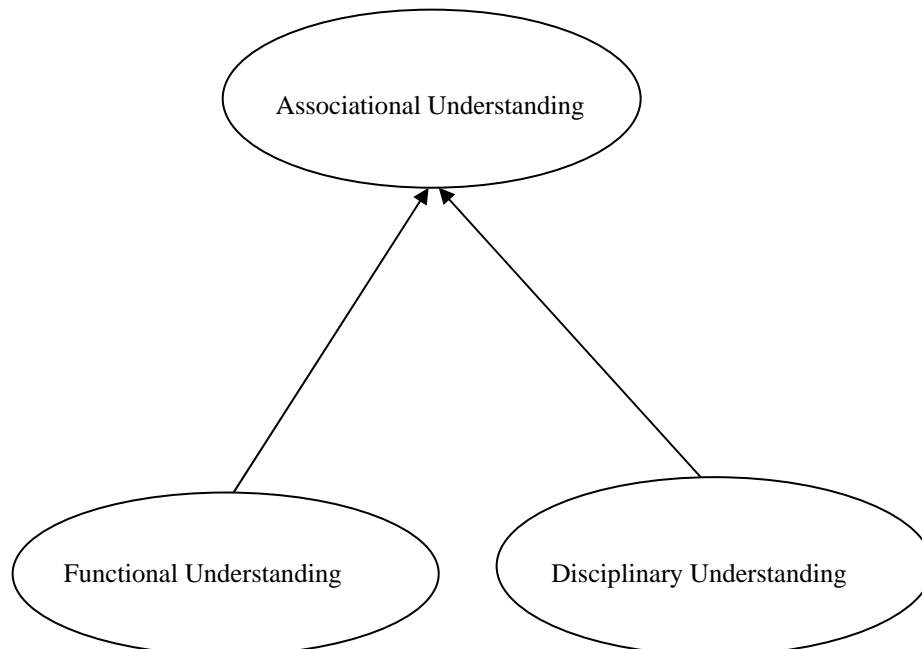 Associational Understanding
Functional Understanding
Disciplinary Understanding